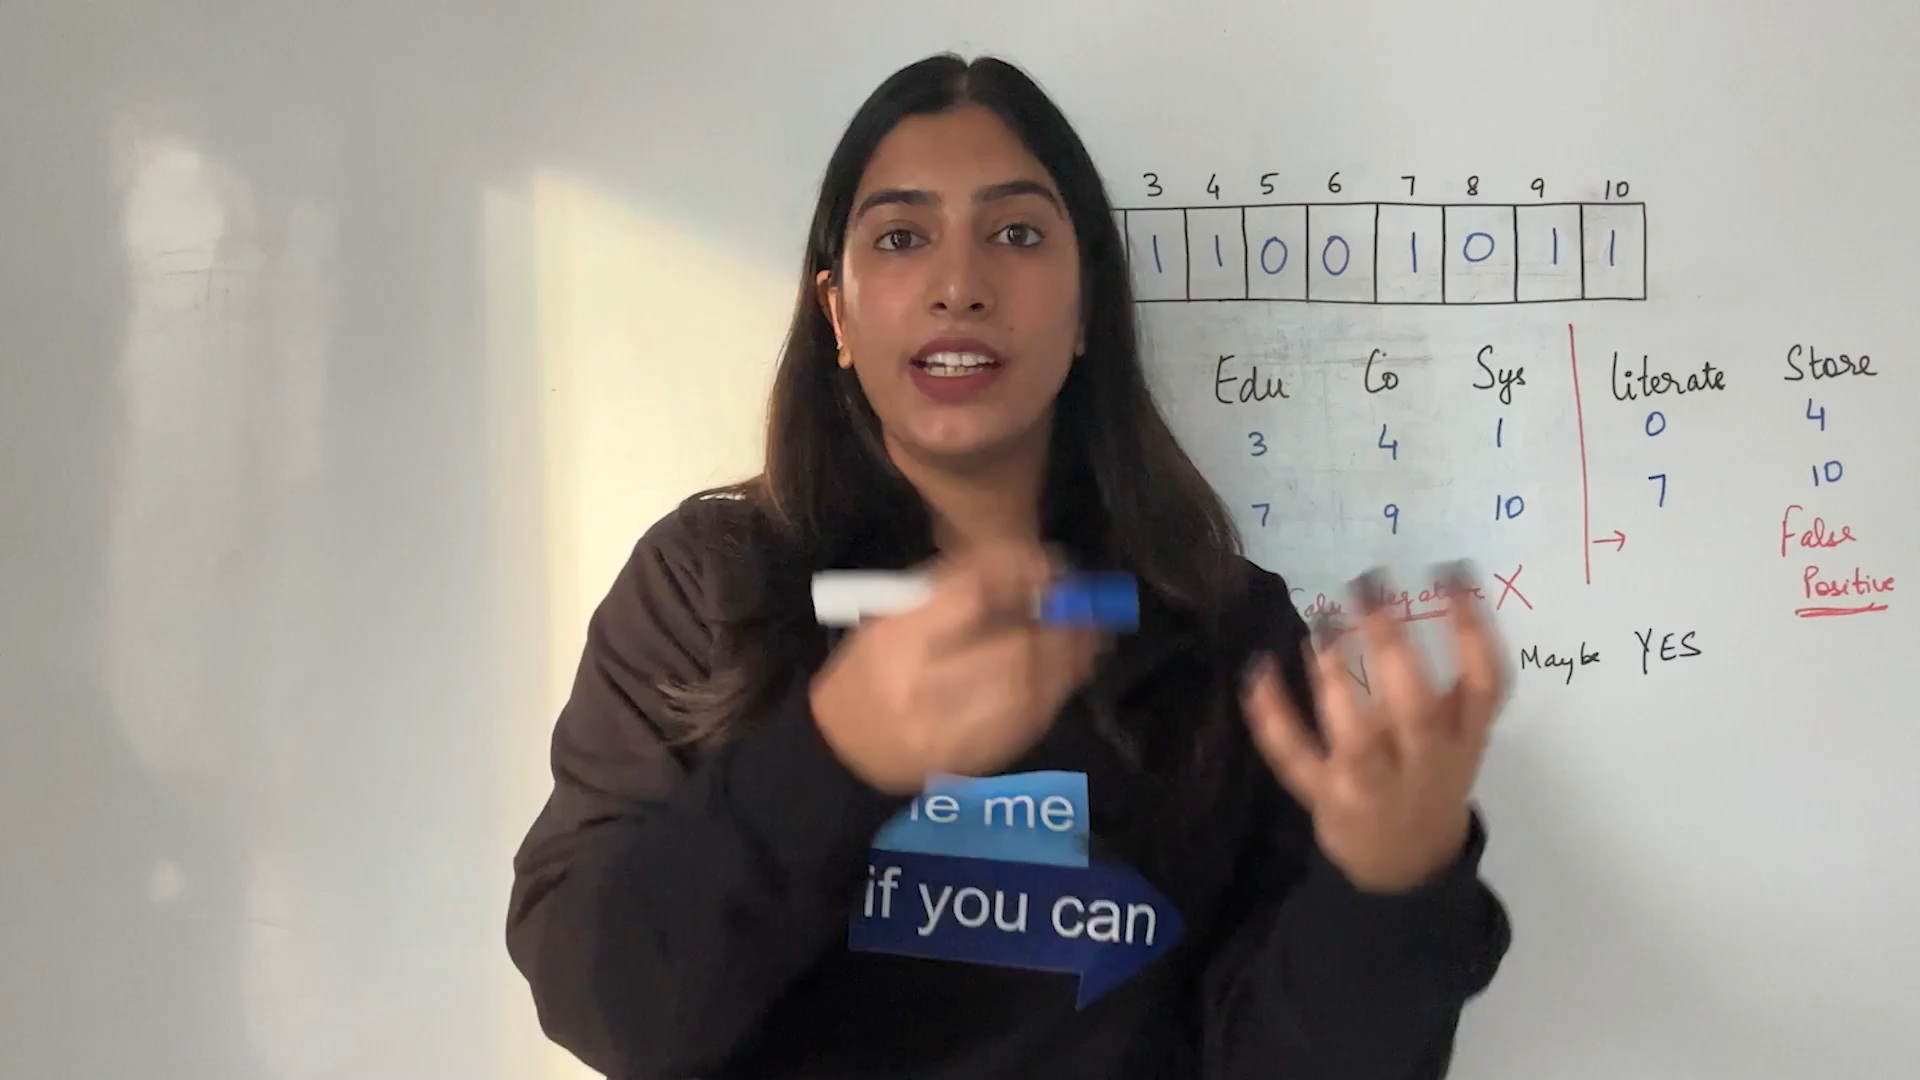 3 4 5 6 7 8 9 10
1 1 0 0 1 0 1 1
Edu Co Sys literate Store
3 4 1 0 4
7 9 10 7 10
→ False
Positive
Negative X
Maybe YES
me
if you can